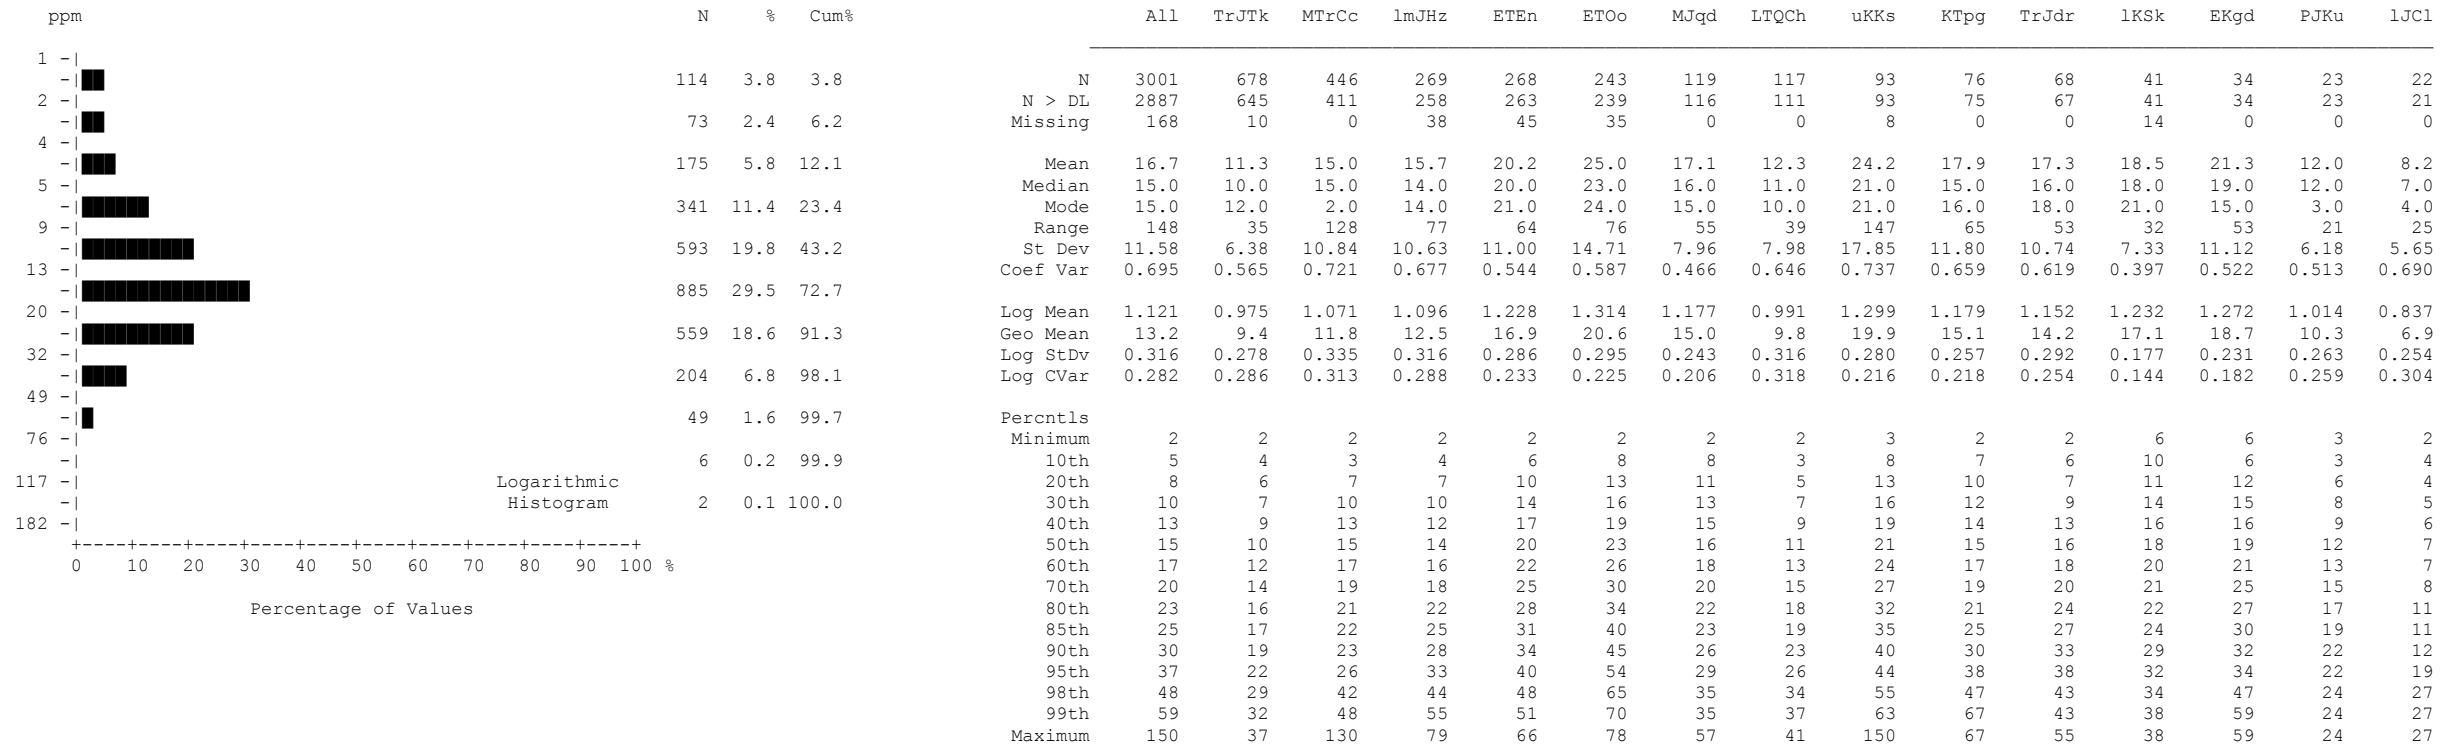 ppm N % Cum% All TrJTk MTrCc lmJHz ETEn ETOo MJqd LTQCh uKKs KTpg TrJdr lKSk EKgd PJKu lJCl
1 -|
-| 114 3.8 3.8 N 3001 678 446 269 268 243 119 117 93 76 68 41 34 23 22
2 -| N > DL 2887 645 411 258 263 239 116 111 93 75 67 41 34 23 21
-| 73 2.4 6.2 Missing 168 10 0 38 45 35 0 0 8 0 0 14 0 0 0
4 -|
-| 175 5.8 12.1 Mean 16.7 11.3 15.0 15.7 20.2 25.0 17.1 12.3 24.2 17.9 17.3 18.5 21.3 12.0 8.2
5 -| Median 15.0 10.0 15.0 14.0 20.0 23.0 16.0 11.0 21.0 15.0 16.0 18.0 19.0 12.0 7.0
-| 341 11.4 23.4 Mode 15.0 12.0 2.0 14.0 21.0 24.0 15.0 10.0 21.0 16.0 18.0 21.0 15.0 3.0 4.0
9 -| Range 148 35 128 77 64 76 55 39 147 65 53 32 53 21 25
-| 593 19.8 43.2 St Dev 11.58 6.38 10.84 10.63 11.00 14.71 7.96 7.98 17.85 11.80 10.74 7.33 11.12 6.18 5.65
13 -| Coef Var 0.695 0.565 0.721 0.677 0.544 0.587 0.466 0.646 0.737 0.659 0.619 0.397 0.522 0.513 0.690
-| 885 29.5 72.7
20 -| Log Mean 1.121 0.975 1.071 1.096 1.228 1.314 1.177 0.991 1.299 1.179 1.152 1.232 1.272 1.014 0.837
-| 559 18.6 91.3 Geo Mean 13.2 9.4 11.8 12.5 16.9 20.6 15.0 9.8 19.9 15.1 14.2 17.1 18.7 10.3 6.9
32 -| Log StDv 0.316 0.278 0.335 0.316 0.286 0.295 0.243 0.316 0.280 0.257 0.292 0.177 0.231 0.263 0.254
-| 204 6.8 98.1 Log CVar 0.282 0.286 0.313 0.288 0.233 0.225 0.206 0.318 0.216 0.218 0.254 0.144 0.182 0.259 0.304
49 -|
-| 49 1.6 99.7 Percntls
76 -| Minimum 2 2 2 2 2 2 2 2 3 2 2 6 6 3 2
-| 6 0.2 99.9 10th 5 4 3 4 6 8 8 3 8 7 6 10 6 3 4
117 -| Logarithmic 20th 8 6 7 7 10 13 11 5 13 10 7 11 12 6 4
-| Histogram 2 0.1 100.0 30th 10 7 10 10 14 16 13 7 16 12 9 14 15 8 5
182 -| 40th 13 9 13 12 17 19 15 9 19 14 13 16 16 9 6
+----+----+----+----+----+----+----+----+----+----+ 50th 15 10 15 14 20 23 16 11 21 15 16 18 19 12 7
0 10 20 30 40 50 60 70 80 90 100 % 60th 17 12 17 16 22 26 18 13 24 17 18 20 21 13 7
70th 20 14 19 18 25 30 20 15 27 19 20 21 25 15 8
Percentage of Values 80th 23 16 21 22 28 34 22 18 32 21 24 22 27 17 11
85th 25 17 22 25 31 40 23 19 35 25 27 24 30 19 11
90th 30 19 23 28 34 45 26 23 40 30 33 29 32 22 12
95th 37 22 26 33 40 54 29 26 44 38 38 32 34 22 19
98th 48 29 42 44 48 65 35 34 55 47 43 34 47 24 27
99th 59 32 48 55 51 70 35 37 63 67 43 38 59 24 27
Maximum 150 37 130 79 66 78 57 41 150 67 55 38 59 24 27